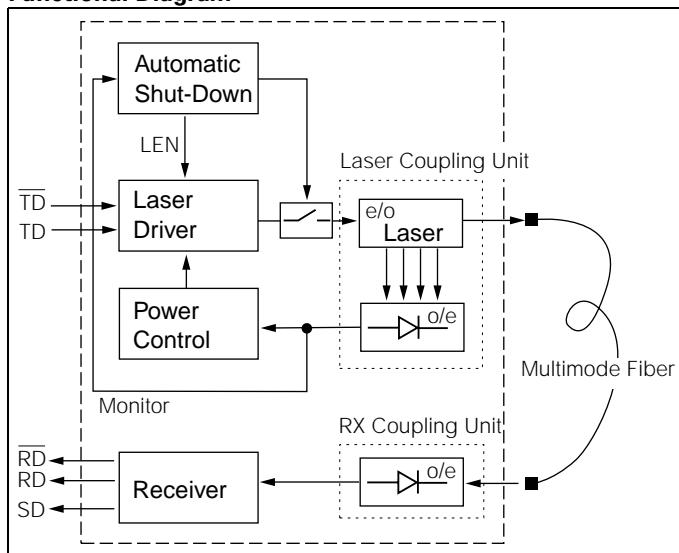 Functional Diagram
Automatic
Shut-Down
LEN
Laser Coupling Unit
TD
TD
Laser
Driver
e/o
Laser
Power
Control
o/e
Multimode Fiber
Monitor
RX Coupling Unit
RD
RD
SD
Receiver
o/e